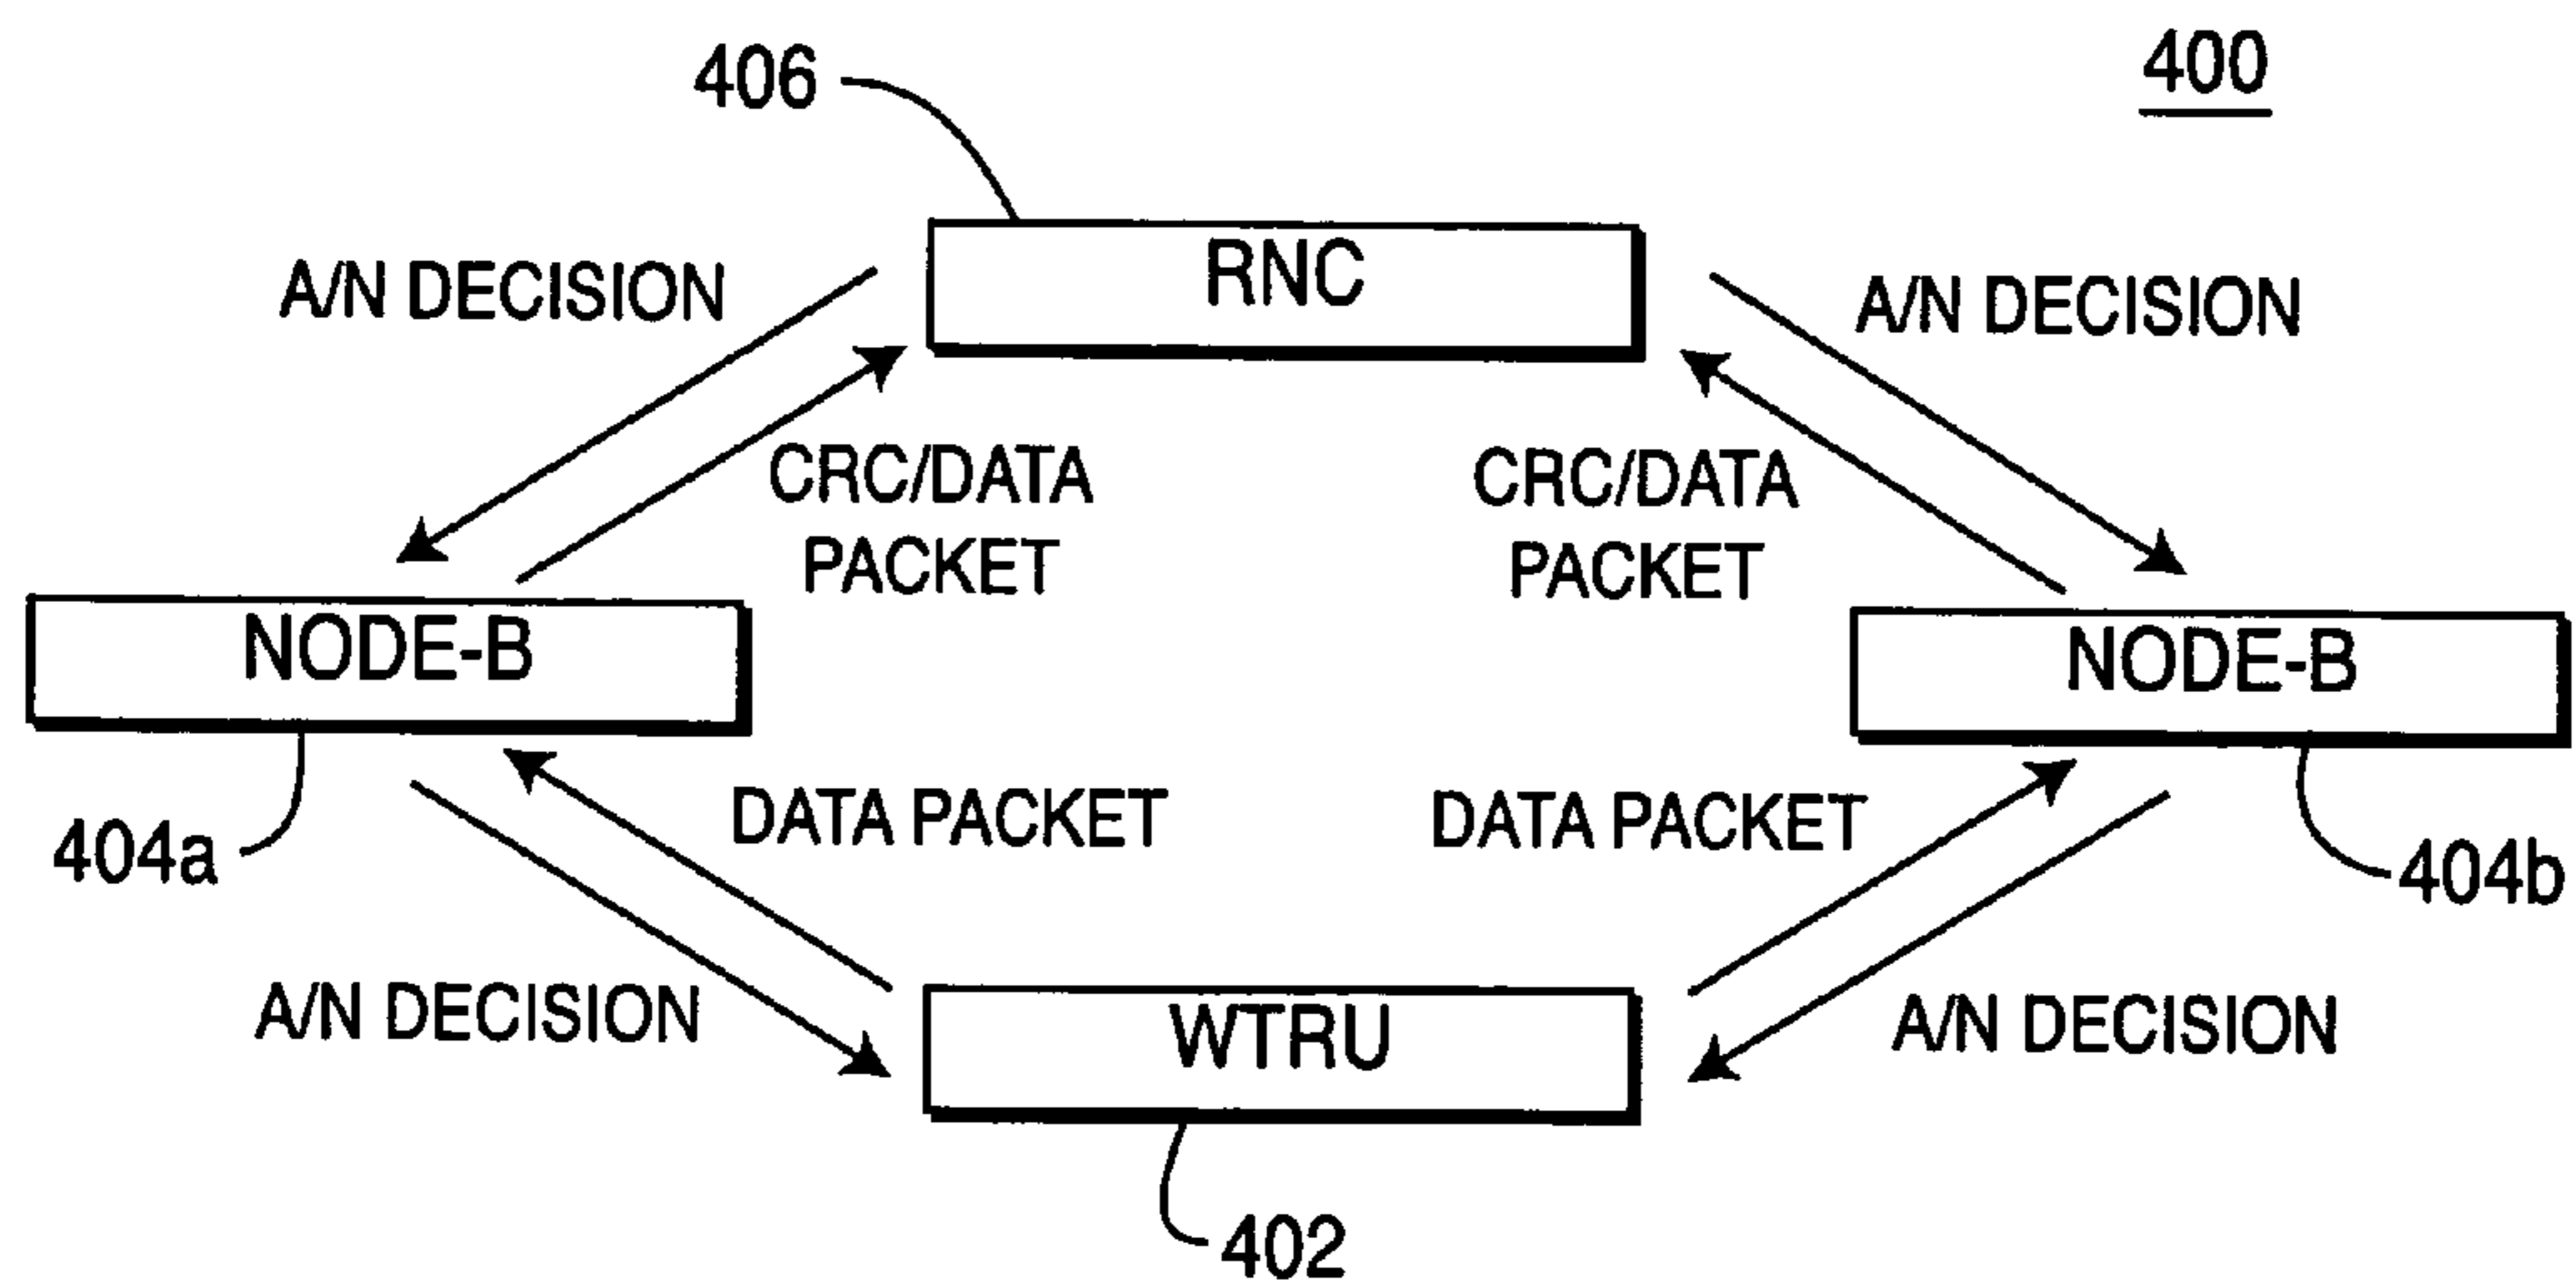 400
406
RNC
A/N DECISION
A/N DECISION
CRC/DATA
PACKET
CRC/DATA
PACKET
NODE-B
NODE-B
404a
DATA PACKET
DATA PACKET
404b
A/N DECISION
WTRU
A/N DECISION
402